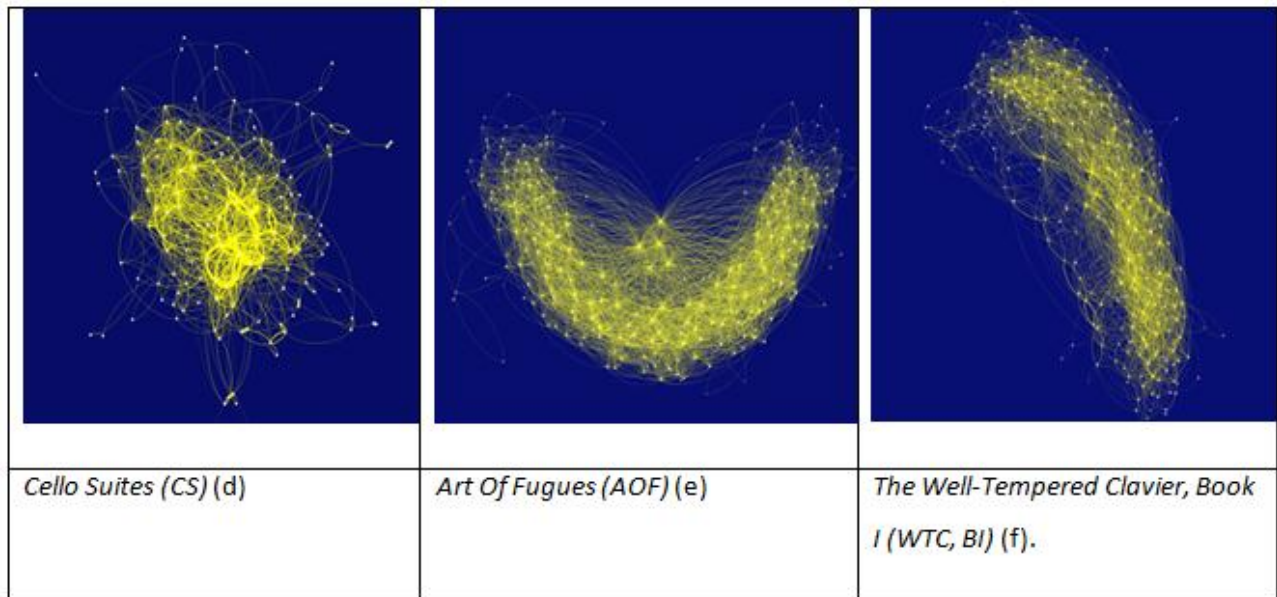 Cello Suites (CS) (d)
Art Of Fugues (AOF) (e)
The Well-Tempered Clavier, Book
I (WTC, BI) (f).